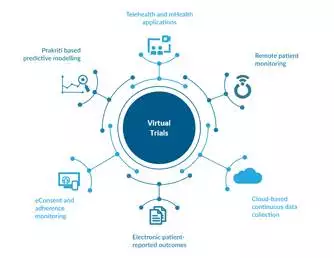 Telehealth and mHealth
applications
Prakriti based
predictive modelling
Remote patient
monitoring
Virtual
Trials
eConsent and
adherence
monitoring
Cloud-based
continuous data
collection
Electronic patient-
reported outcomes